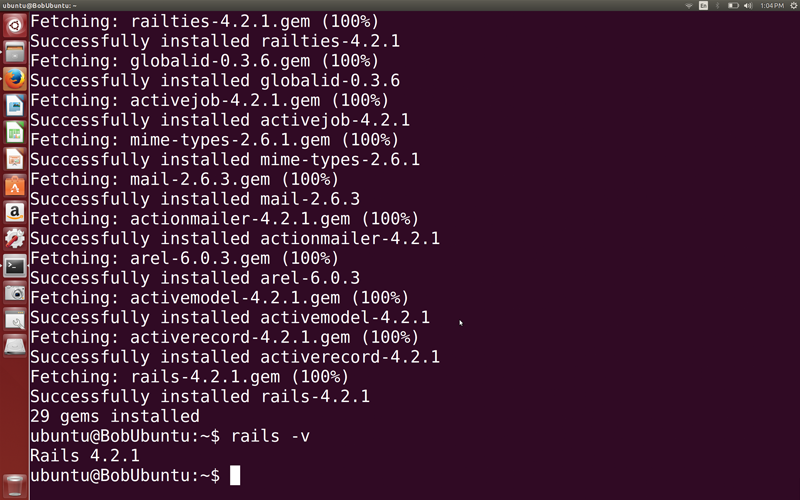 ubuntu@BobUbuntu: ~
En
1:04 PM
Fetching: railties-4.2.1.gem (100%)
Successfully installed railties-4.2.1
Fetching: globalid-0.3.6.gem (100%)
Successfully installed globalid-0.3.6
Fetching: activejob-4.2.1.gem (100%)
Successfully installed activejob-4.2.1
Fetching: mime-types-2.6.1.gem (100%)
Successfully installed mime-types-2.6.1
Fetching: mail-2.6.3.gem (100%)
Successfully installed mail-2.6.3
Fetching: actionmailer-4.2.1.gem (100%)
Successfully installed actionmailer-4.2.1
Fetching: arel-6.0.3.gem (100%)
Successfully installed arel-6.0.3
Fetching: activemodel-4.2.1.gem (100%)
Successfully installed activemodel-4.2.1
Fetching: activerecord-4.2.1.gem (100%)
Successfully installed activerecord-4.2.1
Fetching: rails-4.2.1.gem (100%)
Successfully installed rails-4.2.1
29 gems installed
ubuntu@BobUbuntu:~$ rails -v
Rails 4.2.1
ubuntu@BobUbuntu:~$